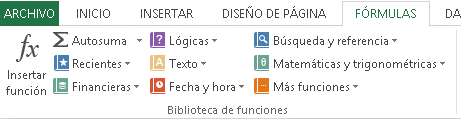 ARCHIVO INICIO INSERTAR DISEÑO DE PÁGINA FÓRMULAS DA
fx Insertar función
Σ Autosuma
Recientes
Financieras
? Lógicas
A Texto
Fecha y hora
Búsqueda y referencia
θ Matemáticas y trigonométricas
Más funciones
Biblioteca de funciones